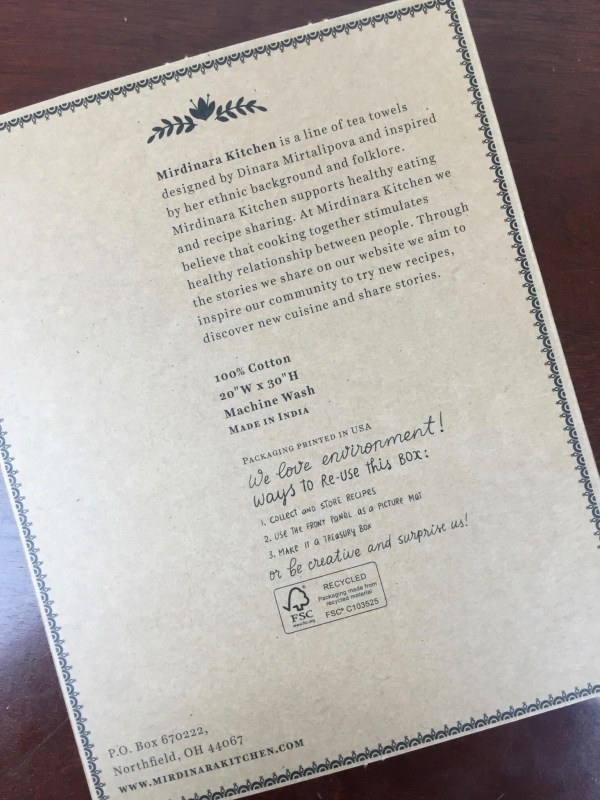 Mirdinara Kitchen is a line of tea towels
designed by Dinara Mirtalipova and inspired
by her ethnic background and folklore.
Mirdinara Kitchen supports healthy eating
and recipe sharing. At Mirdinara Kitchen we
believe that cooking together stimulates
healthy relationship between people. Through
the stories we share on our website we aim to
inspire our community to try new recipes,
discover new cuisine and share stories.
100% Cotton
20"W x 30"H
Machine Wash
MADE IN INDIA
PACKAGING PRINTED IN USA
We love environment!
Ways to Re-use this BOX:
1. COLLECT AND STORE RECIPES
2. USE THE FRONT PANEL AS A PICTURE MAT
3. MAKE IT A TREASURY BOX
or be creative and surprise us!
RECYCLED
Packaging made from
recycled material
FSC® C103525
FSC
www.fsc.org
P.O. Box 670222,
Northfield, OH 44067
WWW.MIRDINARAKITCHEN.COM